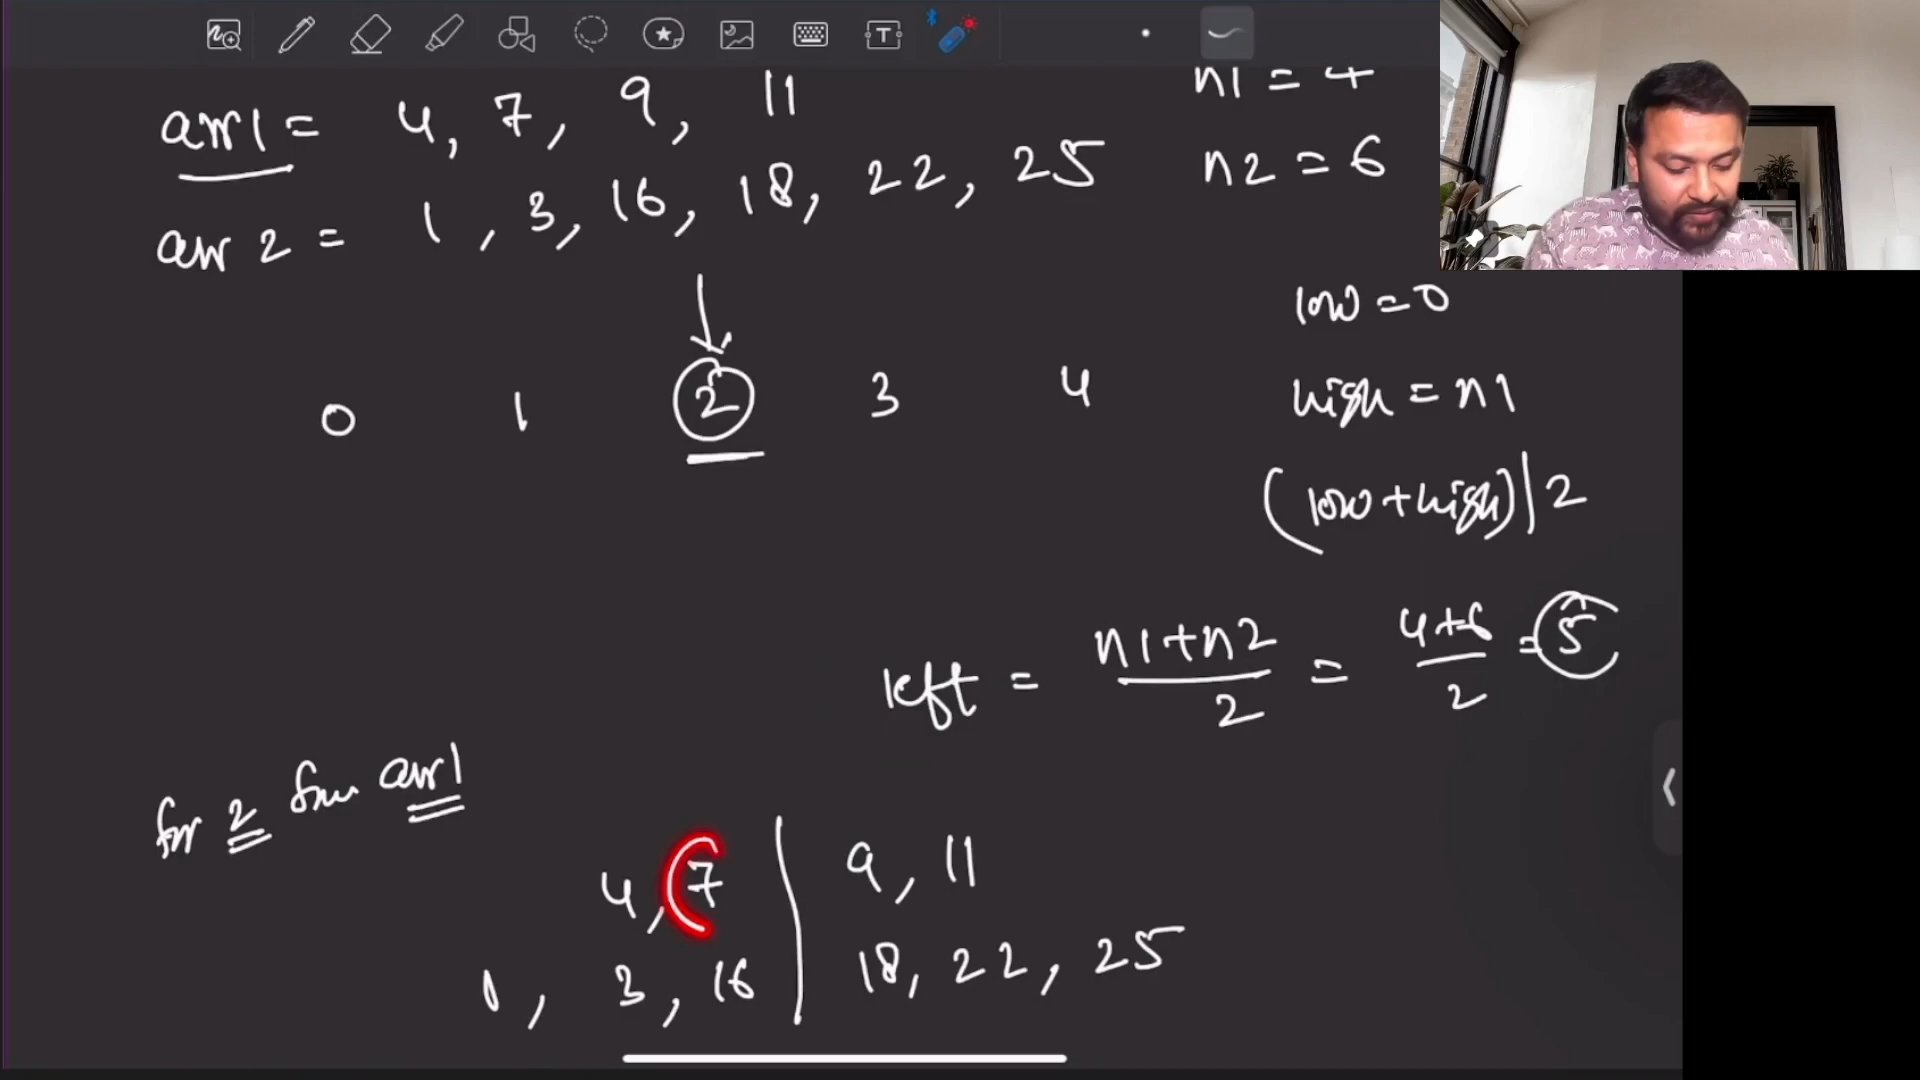 n1 = 4
arr1 = 4, 7, 9, 11
n2 = 6
arr 2 = 1, 3, 16, 18, 22, 25
low = 0
0 1 2 3 4
high = n1
(low + high) | 2
left = n1+n2 / 2 = 4+6 / 2 = 5
for 2 from arr1
4, 7 | 9, 11
1, 3, 16 | 18, 22, 25